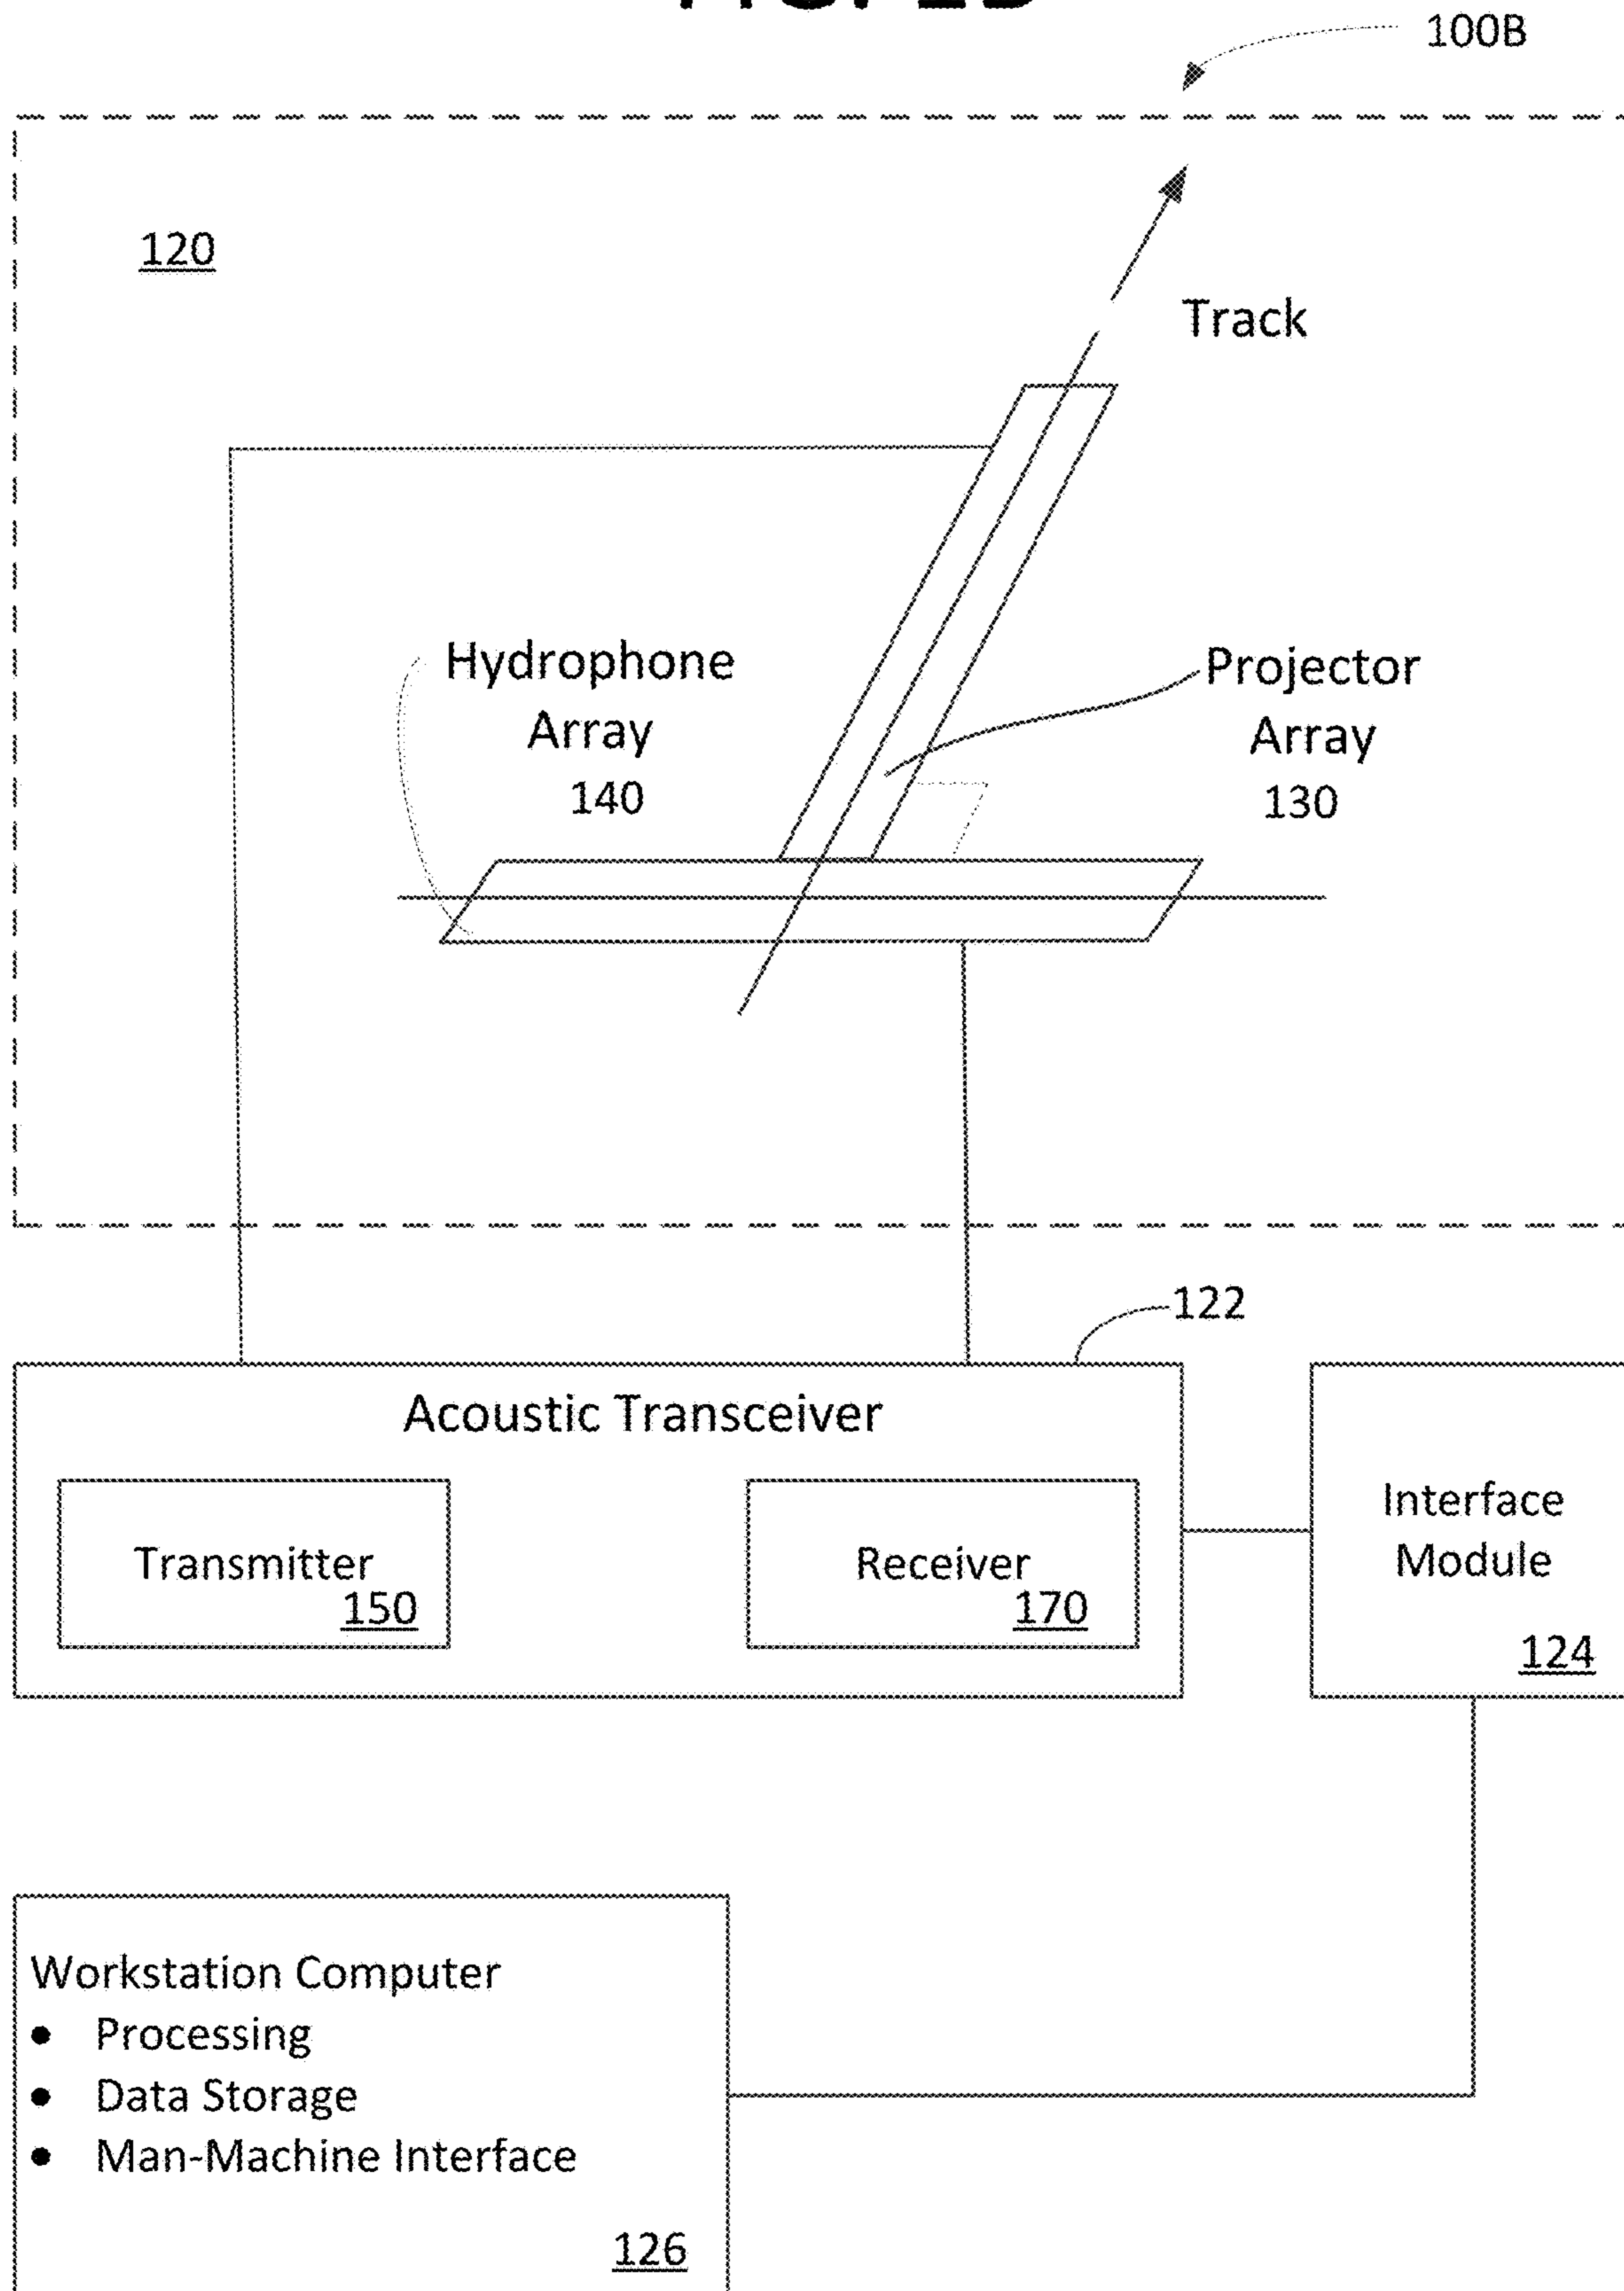 100B
120
Track
Hydrophone
Array
140
Projector
Array
130
122
Acoustic Transceiver
Transmitter
150
Receiver
170
Interface
Module
124
Workstation Computer
• Processing
• Data Storage
• Man-Machine Interface
126